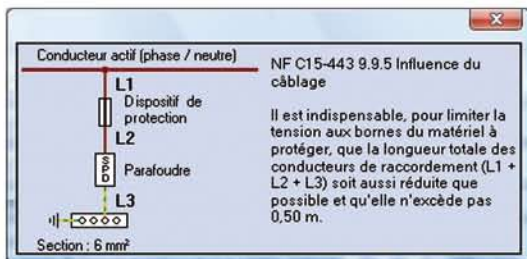 Conducteur actif (phase / neutre)
L1
Dispositif de
protection
L2
SPD
Parafoudre
L3
Section : 6 mm²
NF C15-443 9.9.5 Influence du
câblage
Il est indispensable, pour limiter la
tension aux bornes du matériel à
protéger, que la longueur totale des
conducteurs de raccordement (L1 +
L2 + L3) soit aussi réduite que
possible et qu'elle n'excède pas
0,50 m.